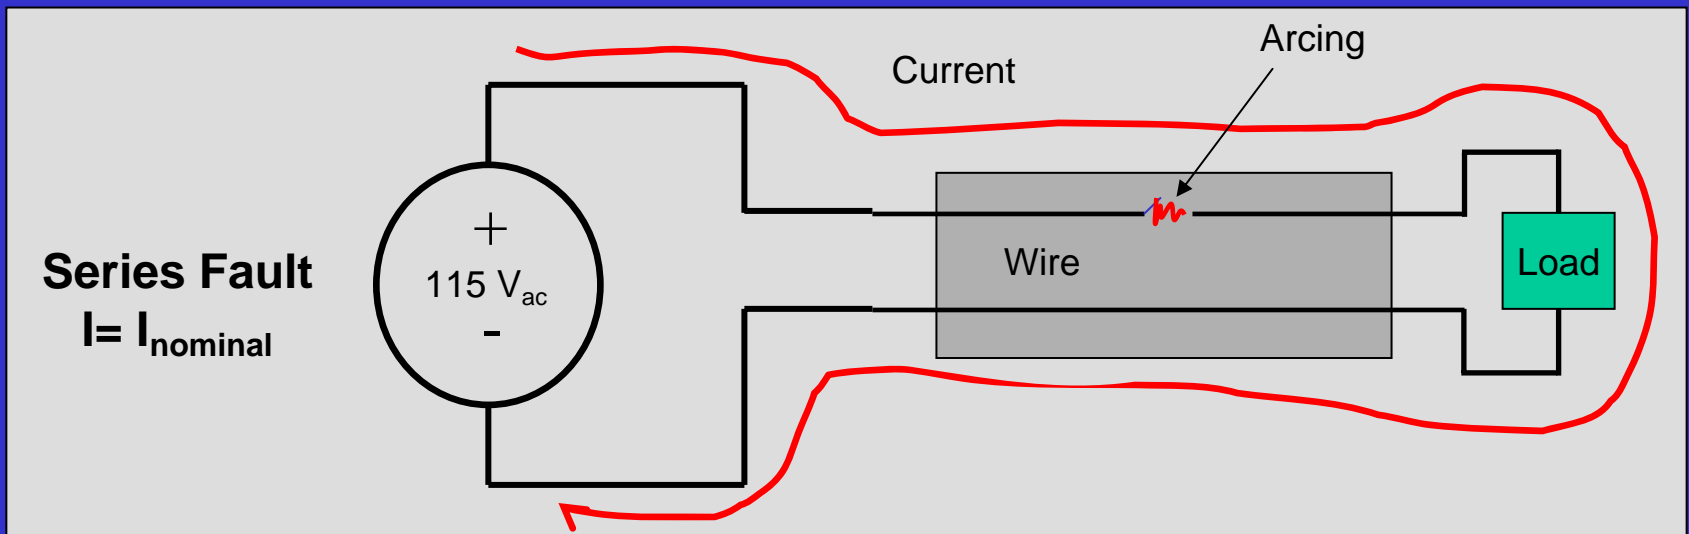 Arcing
Current
Series Fault
I= Inominal
+
115 Vac
-
Wire
Load